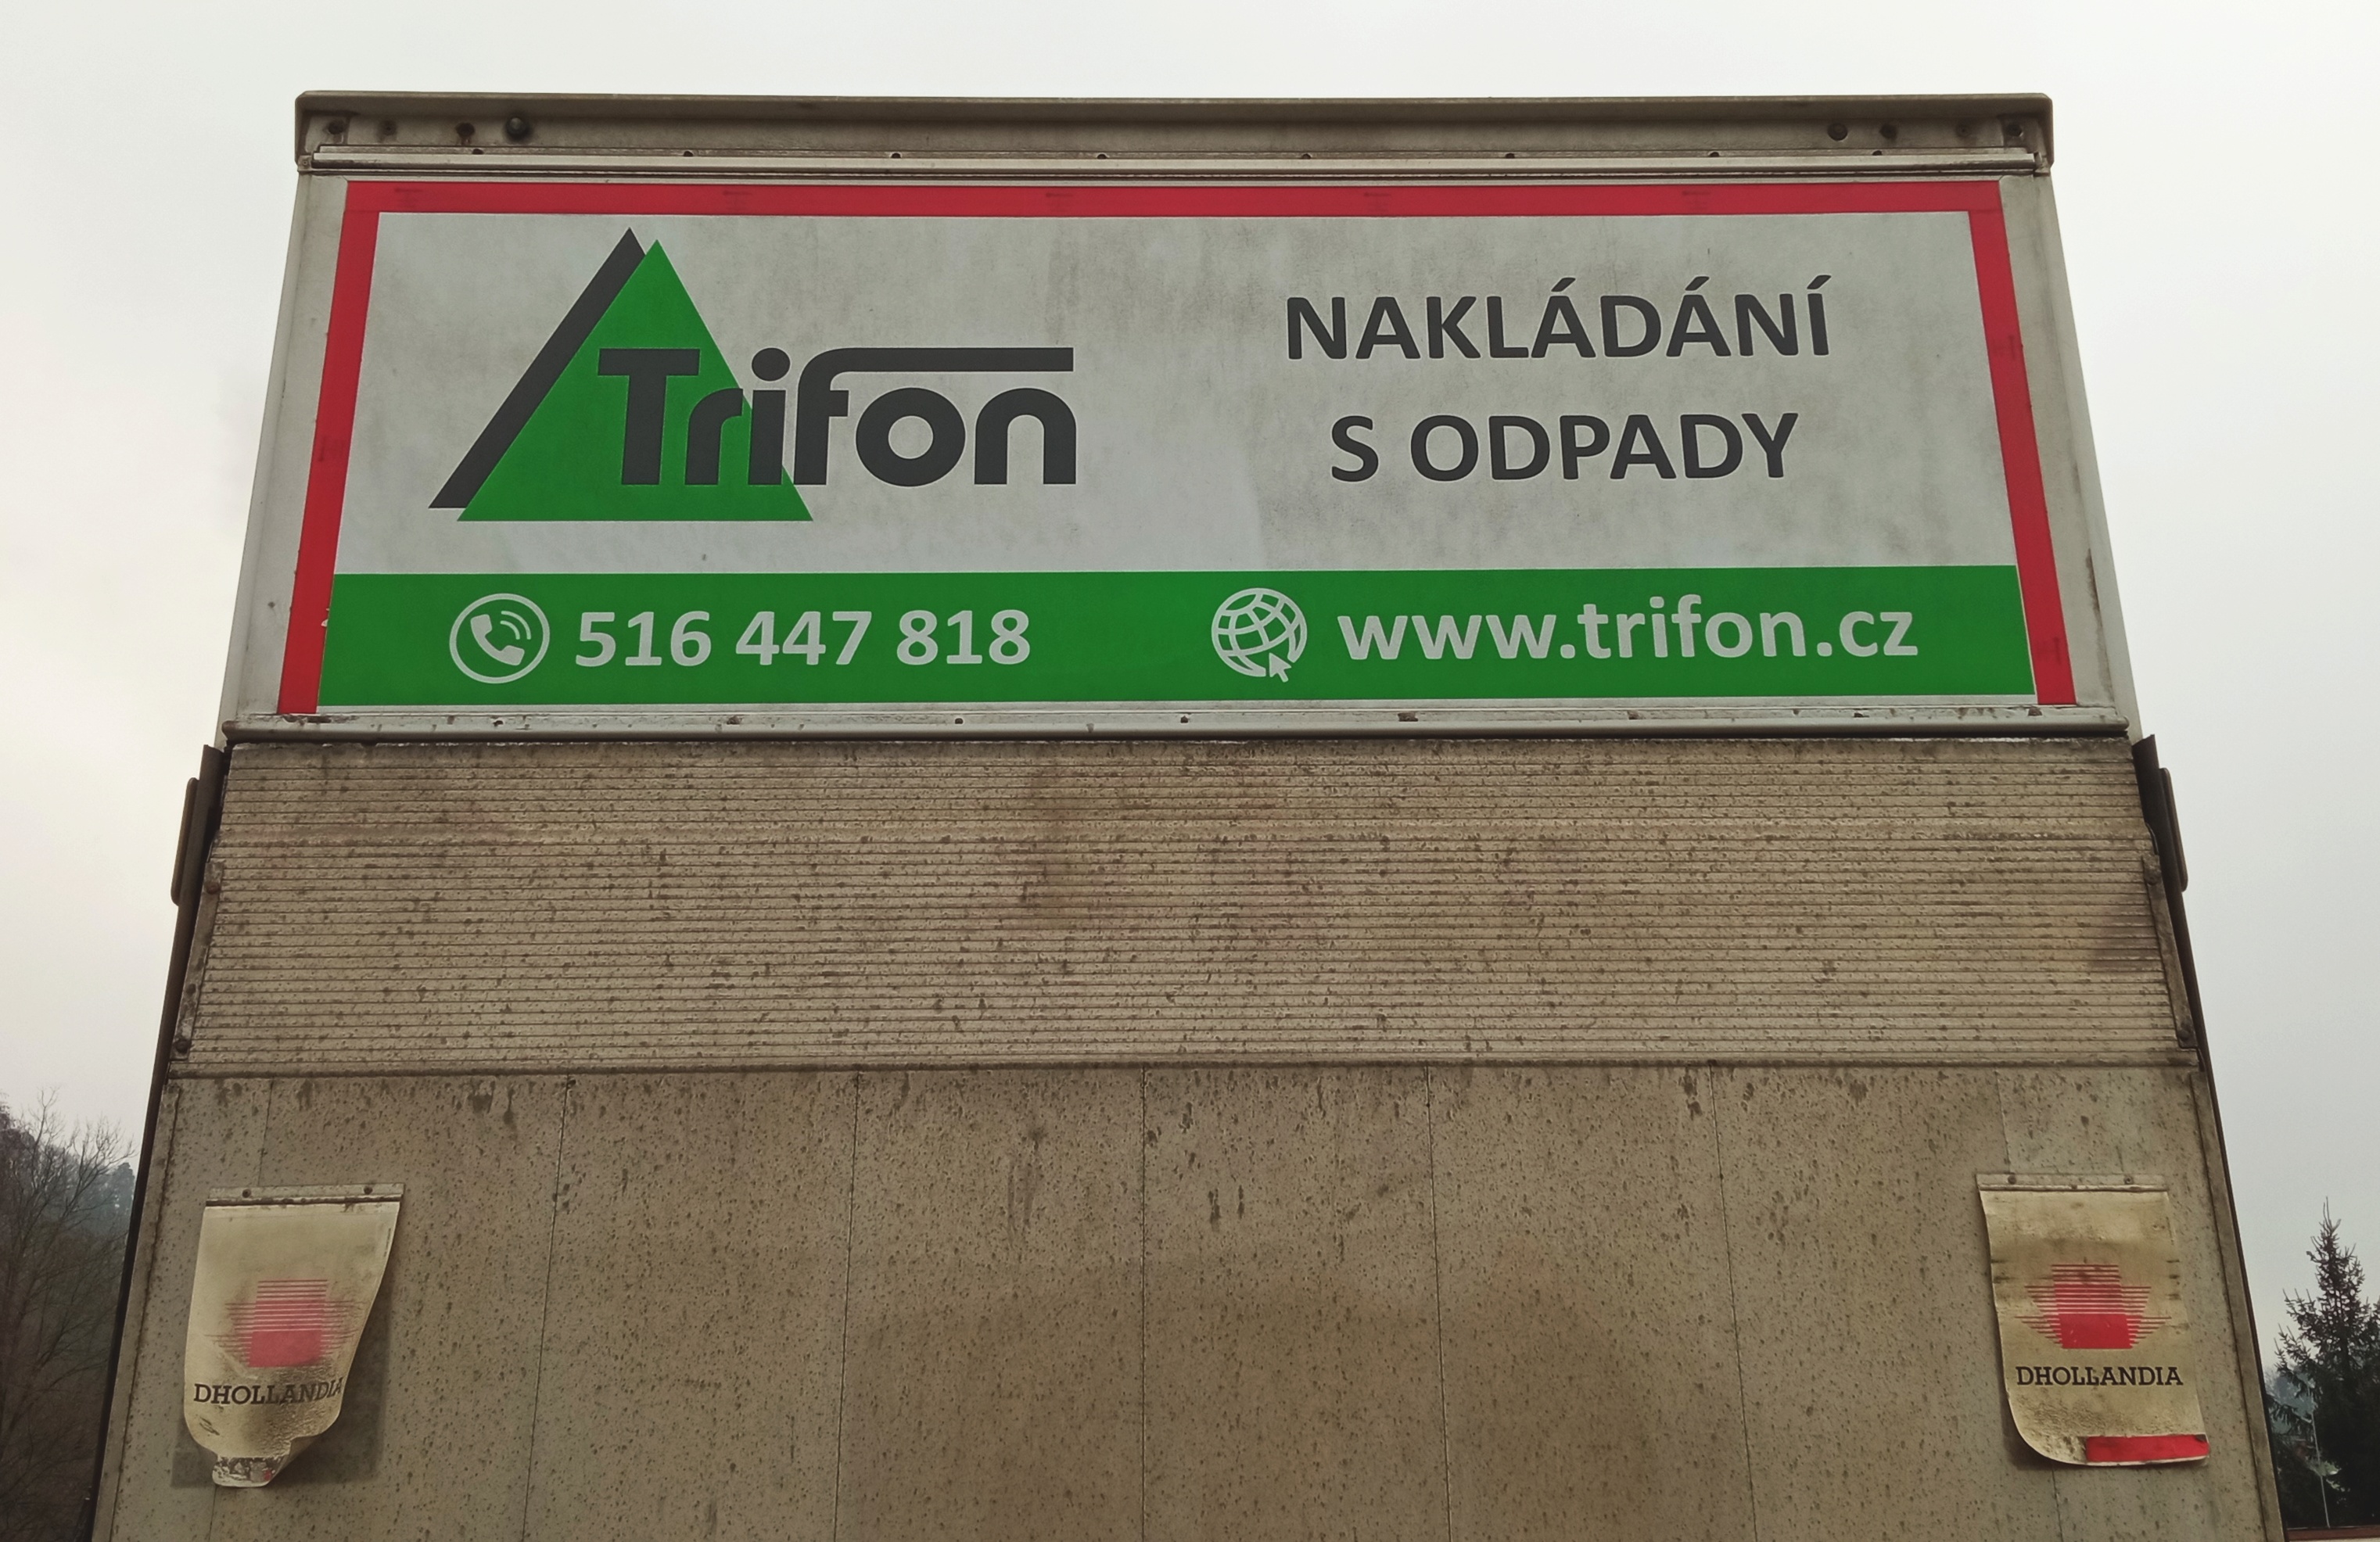 Trifon
NAKLÁDÁNÍ
S ODPADY
516 447 818
www.trifon.cz
DHOLLANDIA
DHOLLANDIA